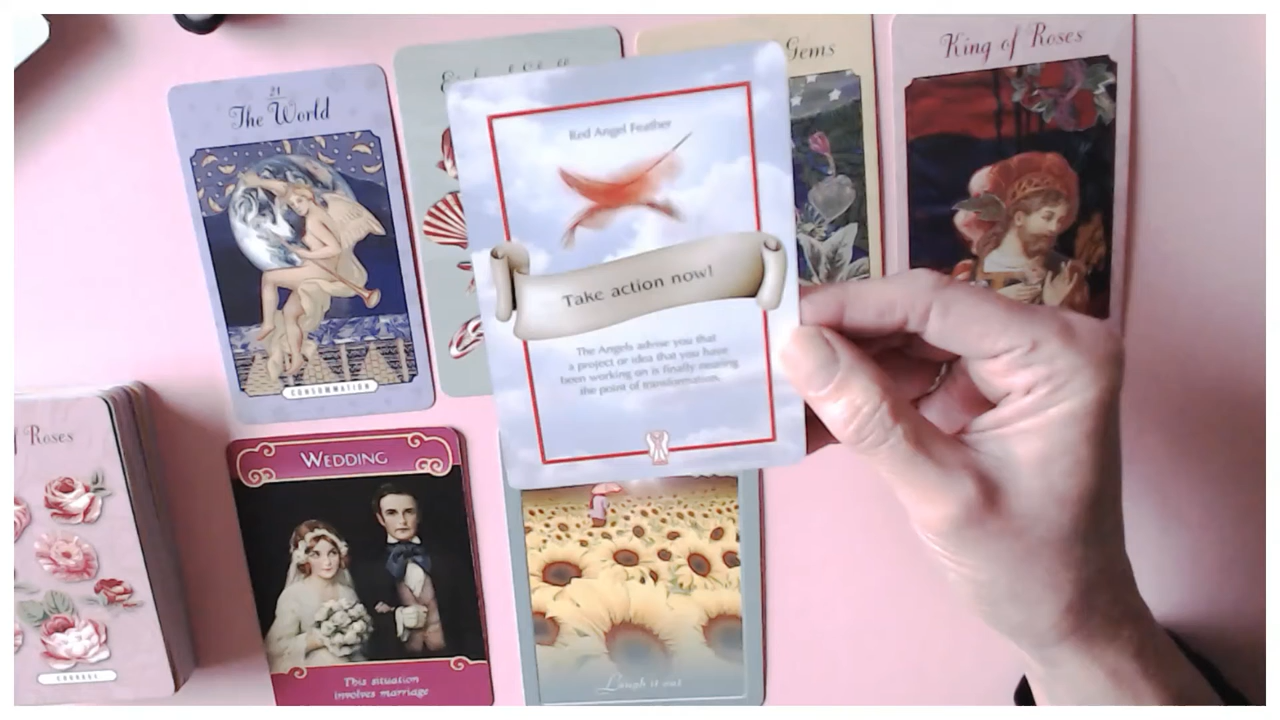 21
The World
CONSUMMATION
Gems
King of Roses
Red Angel Feather
Take action now!
The Angels advise you that
a project or idea that you have
been working on is finally nearing
the point of transformation.
Roses
COURAGE
WEDDING
This situation
involves marriage
Laugh it out